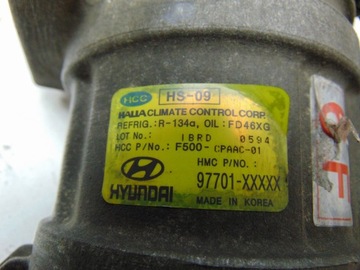 HCC HS-09
HALLA CLIMATE CONTROL CORP.
REFRIG.:R-134a, OIL: FD46XG
LOT No.: IBRD 0594
HCC P/No.: F500-CPAAC-01
HMC P/NO.:
HYUNDAI 97701-XXXXX
MADE IN KOREA